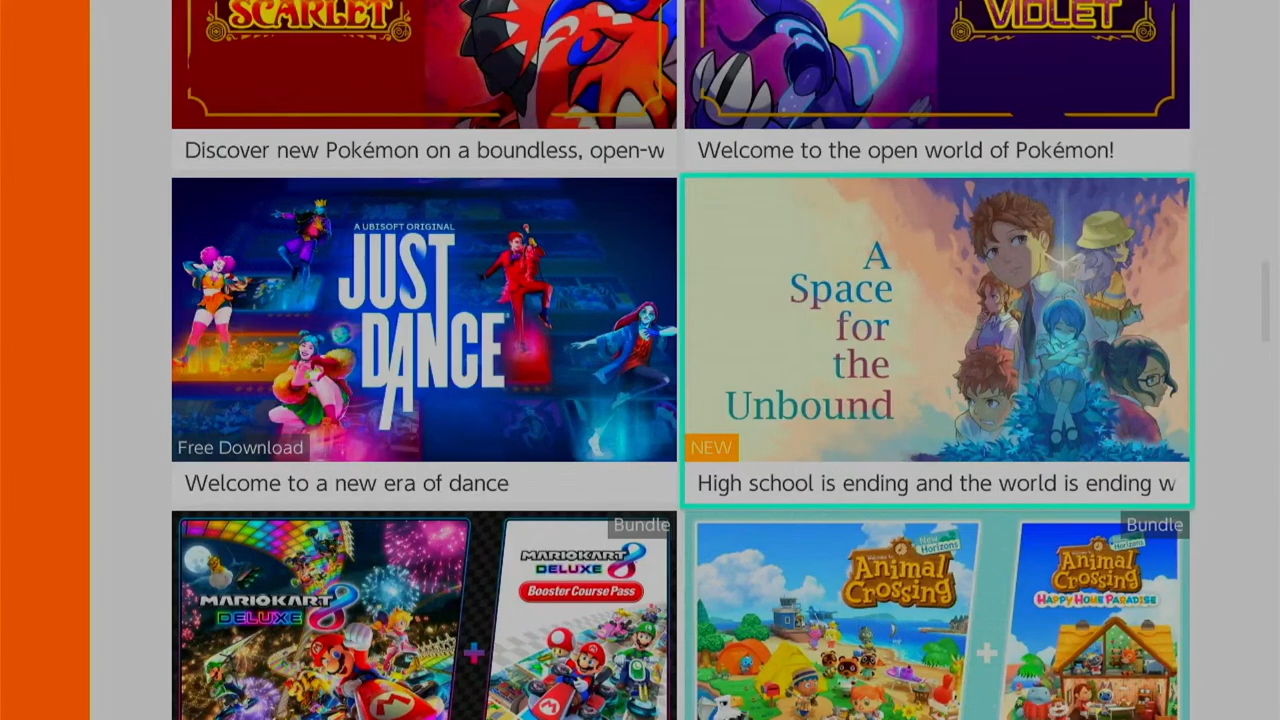 SCARLET
VIOLET
Discover new Pokémon on a boundless, open-w
Welcome to the open world of Pokémon!
A UBISOFT ORIGINAL
JUST
DANCE
Free Download
Welcome to a new era of dance
A
Space
for
the
Unbound
NEW
High school is ending and the world is ending w
Bundle
MARIOKART 8
DELUXE
MARIOKART 8
DELUXE
Booster Course Pass
+
Bundle
Welcome to
Animal
Crossing
New
Horizons
+
Animal
Crossing
New
Horizons
HAPPY HOME PARADISE